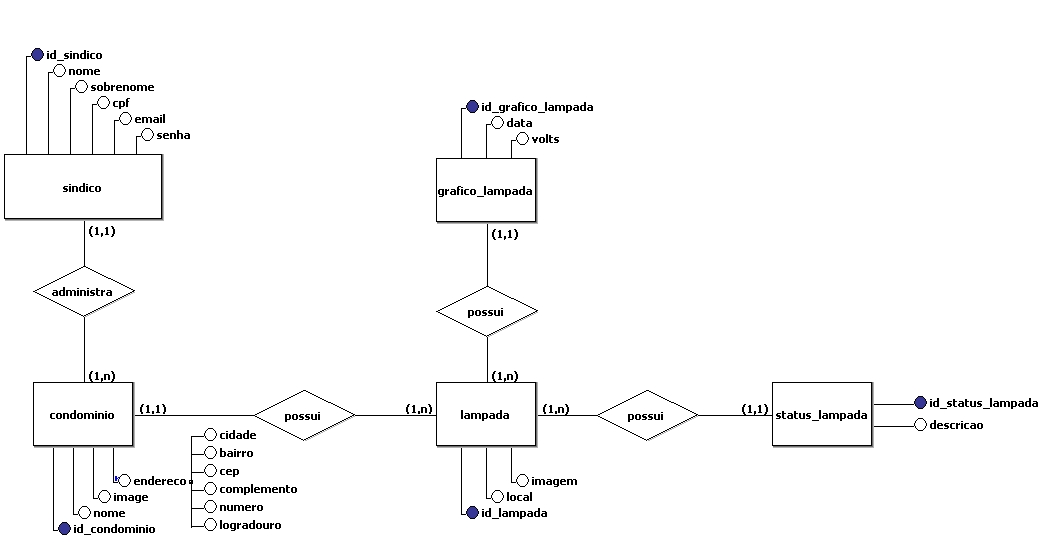 id_sindico
nome
sobrenome
cpf
email
senha
sindico
(1,1)
administra
(1,n)
id_grafico_lampada
data
volts
grafico_lampada
(1,1)
possui
(1,n)
condominio
(1,1)
possui
(1,n)
lampada
(1,n)
possui
(1,1)
status_lampada
id_status_lampada
descricao
endereco
image
nome
id_condominio
cidade
bairro
cep
complemento
numero
logradouro
imagem
local
id_lampada